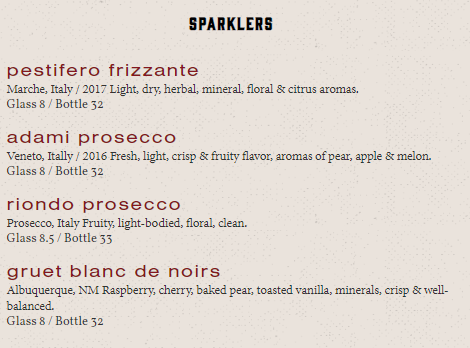 SPARKLERS
pestifero frizzante
Marche, Italy / 2017 Light, dry, herbal, mineral, floral & citrus aromas.
Glass 8 / Bottle 32
adami prosecco
Veneto, Itally / 2016 Fresh, light, crisp & fruity flavor, aromas of pear, apple & melon.
Glass 8 / Bottle 32
riondo prosecco
Prosecco, Italy Fruity, light-bodied, floral, clean.
Glass 8.5 / Bottle 33
gruet blanc de noirs
Albuquerque, NM Raspberry, cherry, baked pear, toasted vanilla, minerals, crisp & well-
balanced.
Glass 8 / Bottle 32